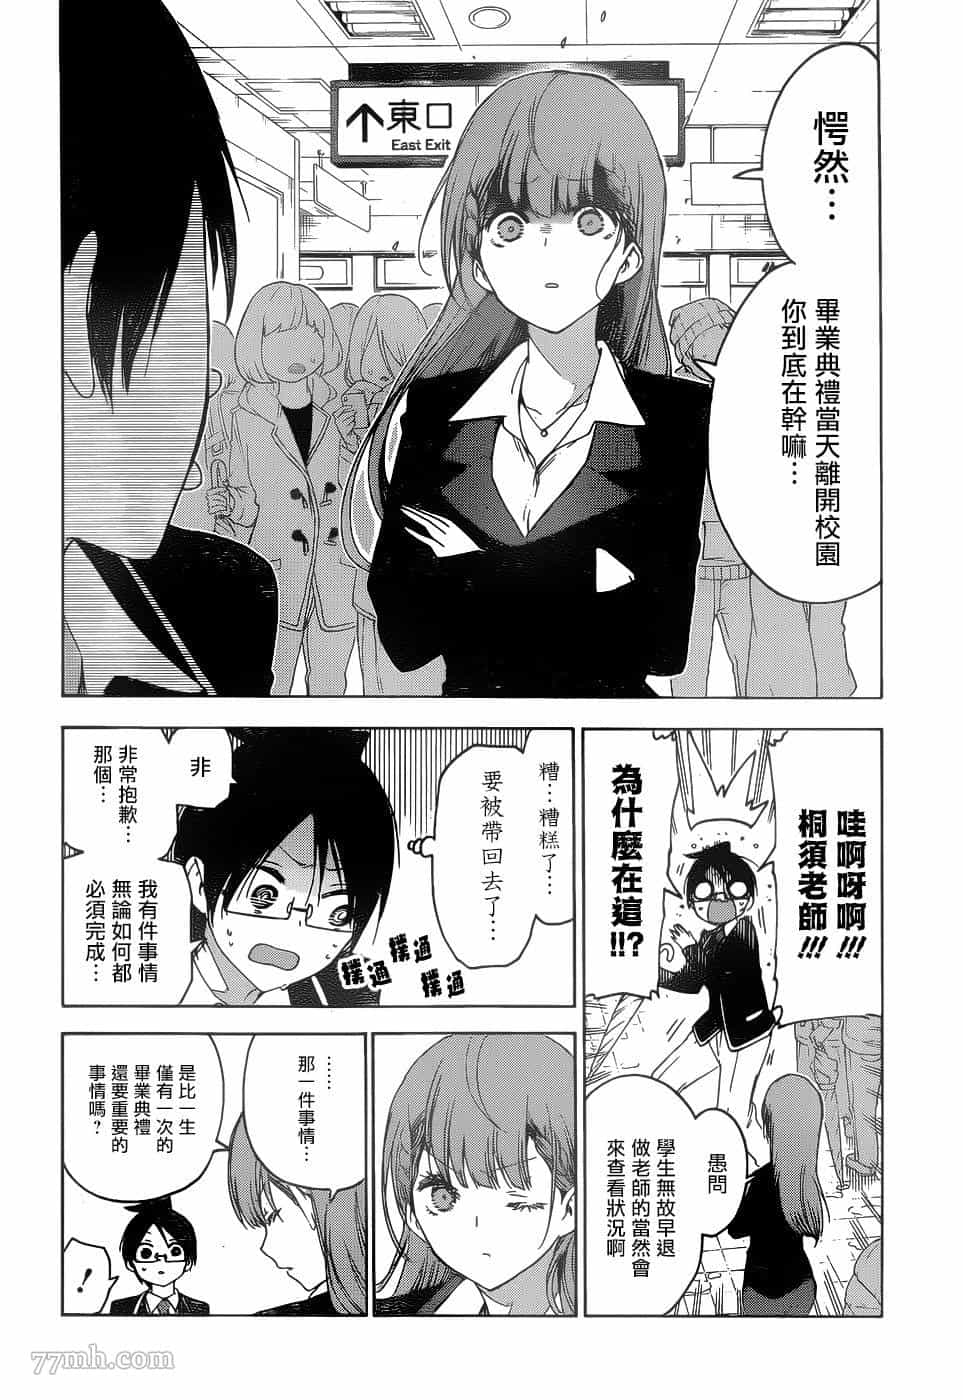 愕然…
畢業典禮當天離開校園
你到底在幹嘛…
東口
East Exit
哇啊呀啊!!!
桐須老師!!!
為什麼在這!!?
愚問
學生無故早退
做老師的當然會
來查看狀況啊
糟…糟糕了…
要被帶回去了…
撲通
撲通
撲通
非
非常抱歉…
那個…
我有件事情
無論如何都
必須完成…
……
那一件事情…
是比一生
僅有一次的
畢業典禮
還要重要的
事情嗎?
!
77mh.com